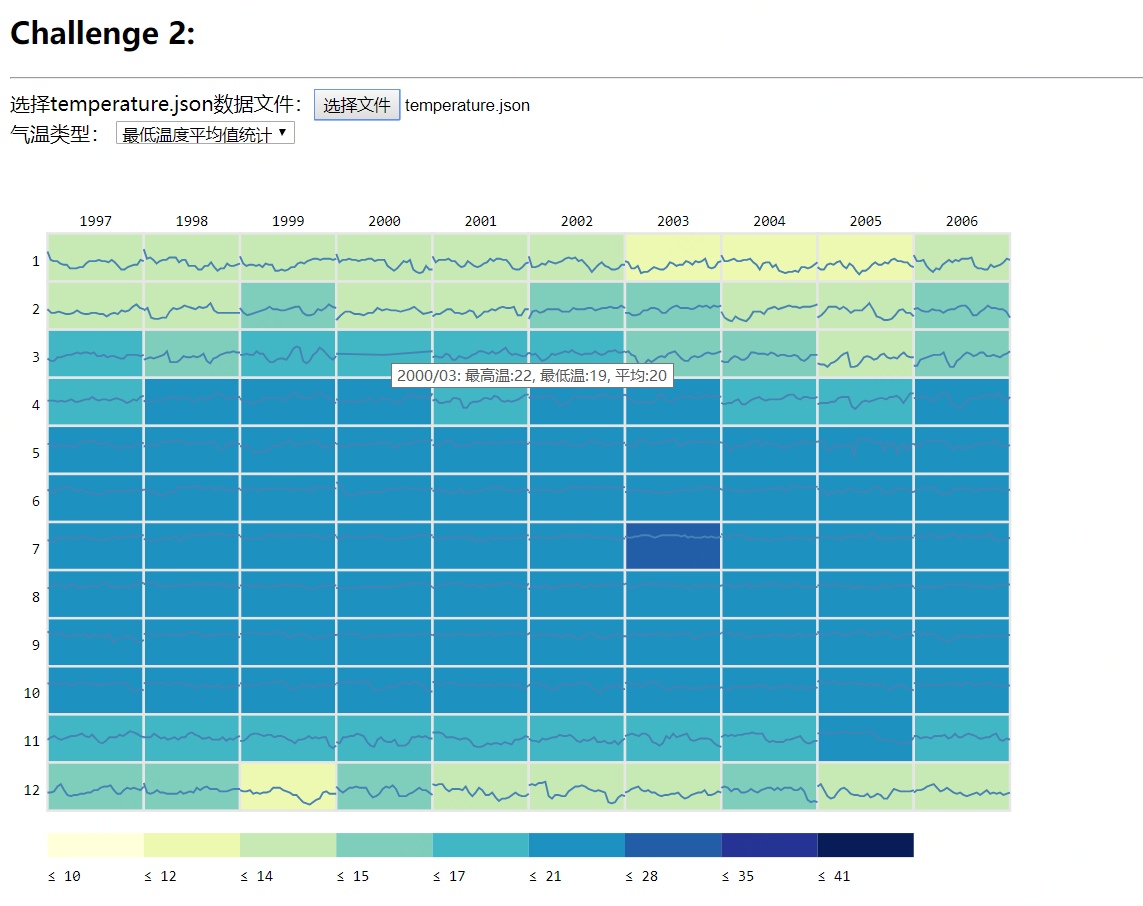 Challenge 2:
选择temperature.json数据文件: 选择文件 temperature.json
气温类型: 最低温度平均值统计
1997 1998 1999 2000 2001 2002 2003 2004 2005 2006
1
2
3
2000/03: 最高温:22, 最低温:19, 平均:20
4
5
6
7
8
9
10
11
12
≤ 10 ≤ 12 ≤ 14 ≤ 15 ≤ 17 ≤ 21 ≤ 28 ≤ 35 ≤ 41